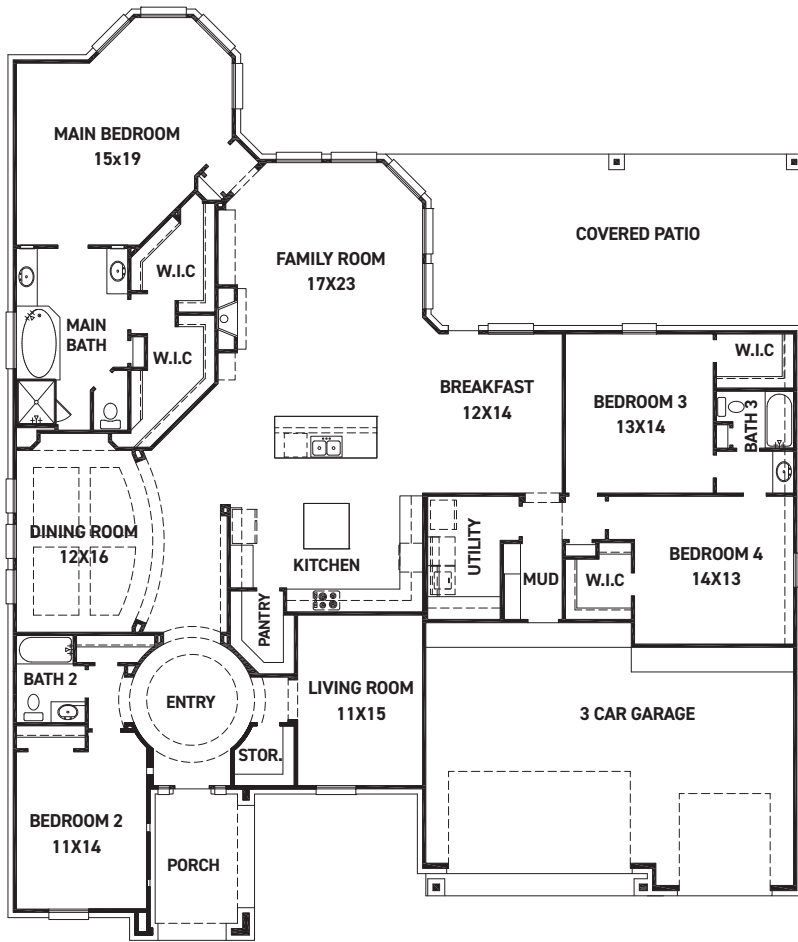 MAIN BEDROOM
15x19
FAMILY ROOM
17X23
COVERED PATIO
W.I.C
MAIN
BATH
W.I.C
BREAKFAST
12X14
BEDROOM 3
13X14
W.I.C
BATH 3
DINING ROOM
12X16
KITCHEN
UTILITY
MUD
W.I.C
BEDROOM 4
14X13
PANTRY
BATH 2
ENTRY
LIVING ROOM
11X15
3 CAR GARAGE
STOR.
BEDROOM 2
11X14
PORCH